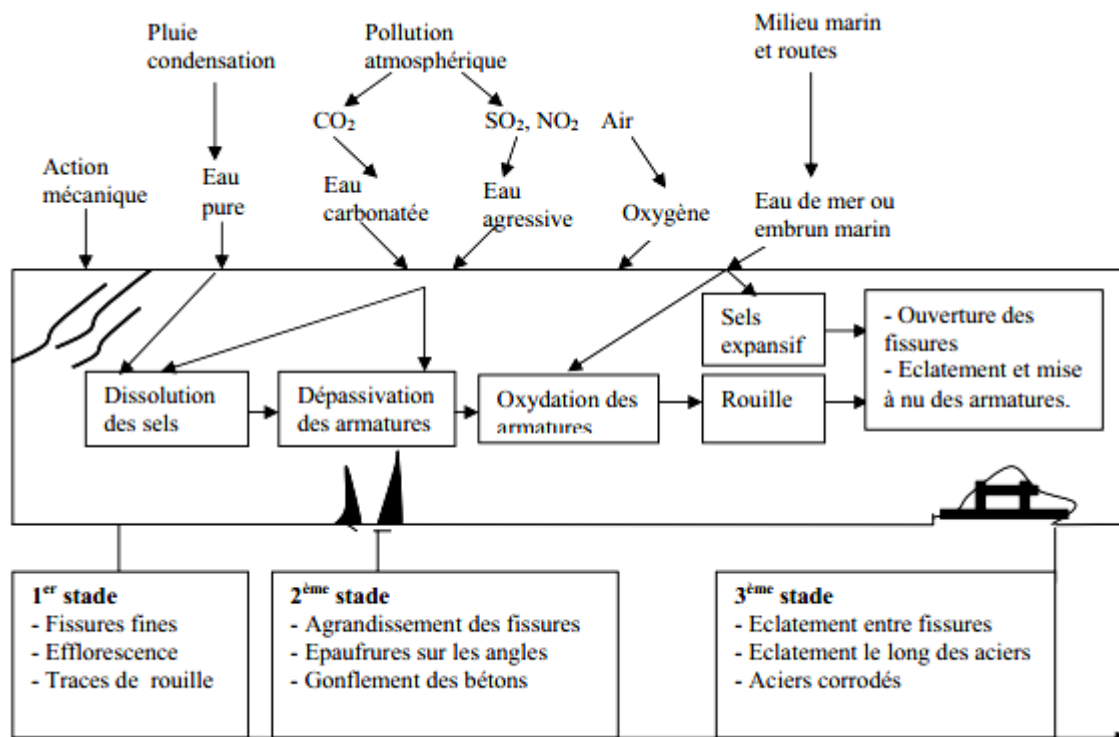 Pluie
condensation
Pollution
atmosphérique
Milieu marin
et routes
CO₂
SO₂, NO₂
Air
Action
mécanique
Eau
pure
Eau
carbonatée
Eau
agressive
Oxygène
Eau de mer ou
embrun marin
Sels
expansif
- Ouverture des
fissures
- Eclatement et mise
à nu des armatures.
Dissolution
des sels
Dépassivation
des armatures
Oxydation des
armatures
Rouille
1er stade
- Fissures fines
- Efflorescence
- Traces de rouille
2ème stade
- Agrandissement des fissures
- Epaufrures sur les angles
- Gonflement des bétons
3ème stade
- Eclatement entre fissures
- Eclatement le long des aciers
- Aciers corrodés